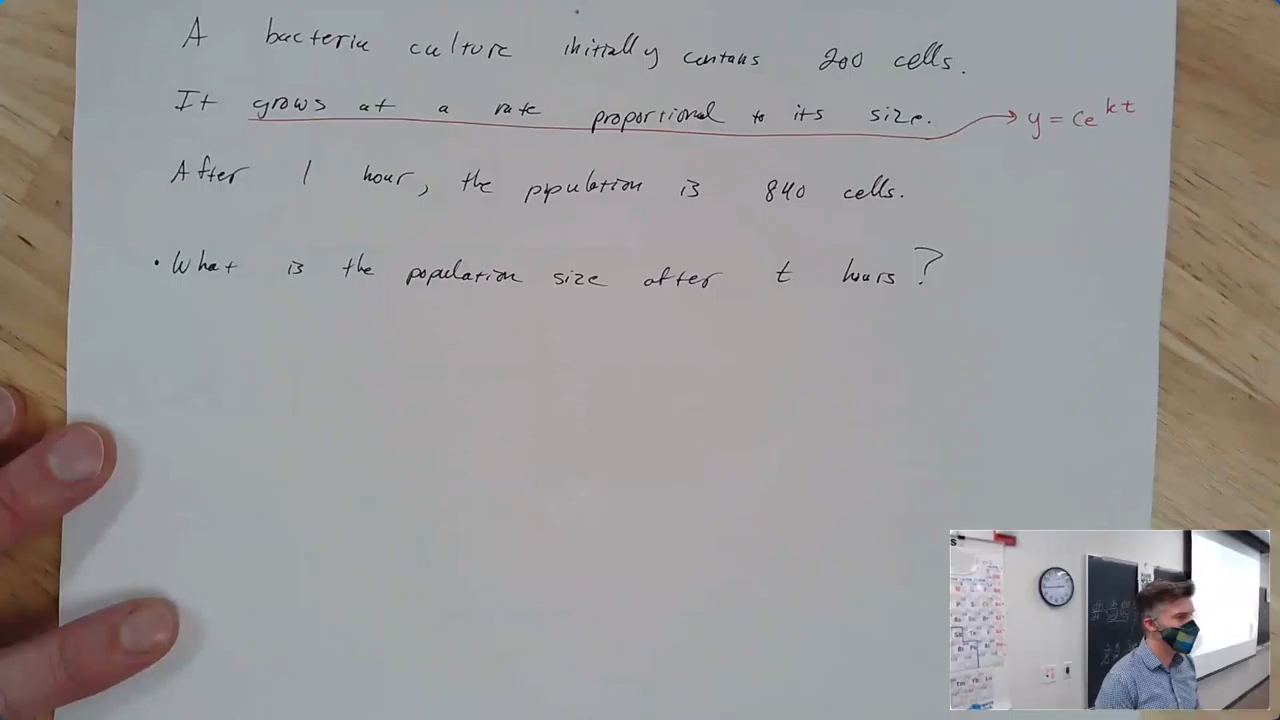 A bacteria culture initially contains 200 cells.
It grows at a rate proportional to its size. → y = ce^{kt}
After 1 hour, the population is 840 cells.
• What is the population size after t hours?